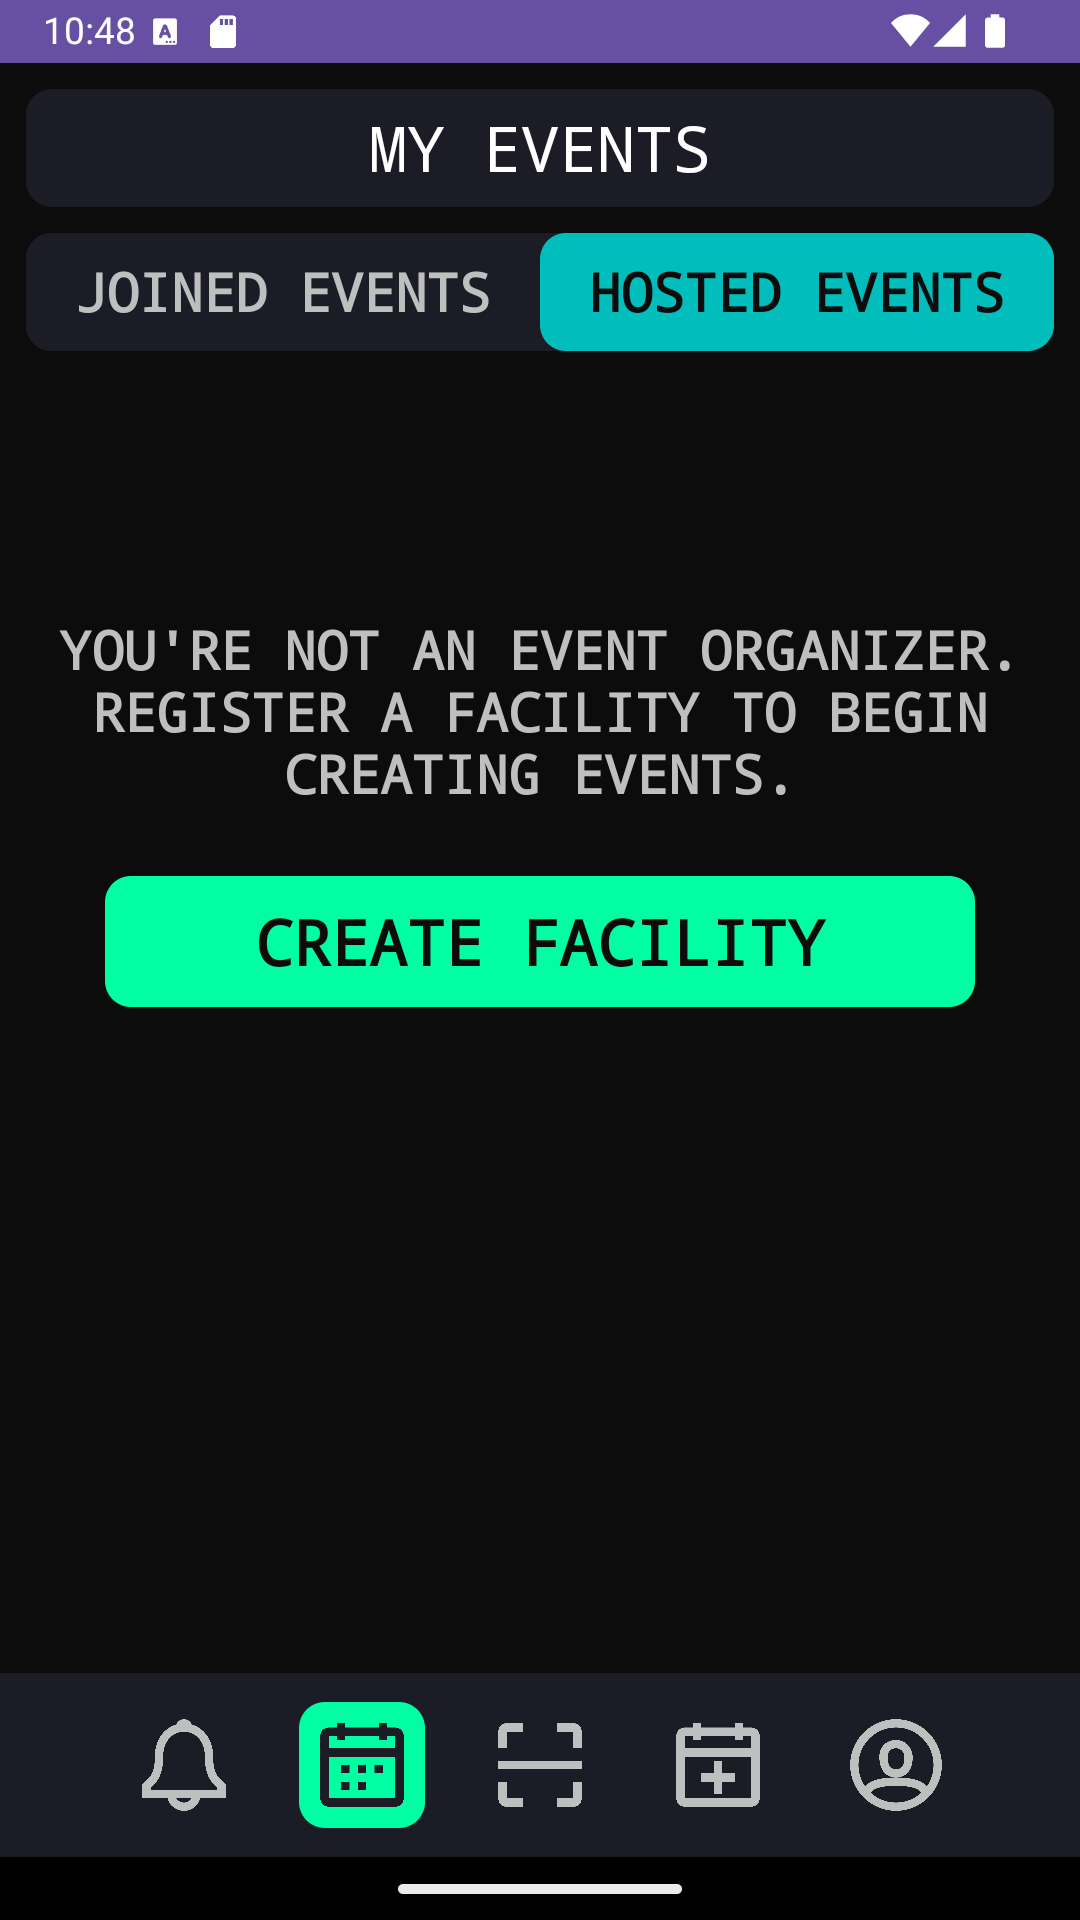 10:48
MY EVENTS
JOINED EVENTS HOSTED EVENTS
YOU'RE NOT AN EVENT ORGANIZER.
REGISTER A FACILITY TO BEGIN
CREATING EVENTS.
CREATE FACILITY